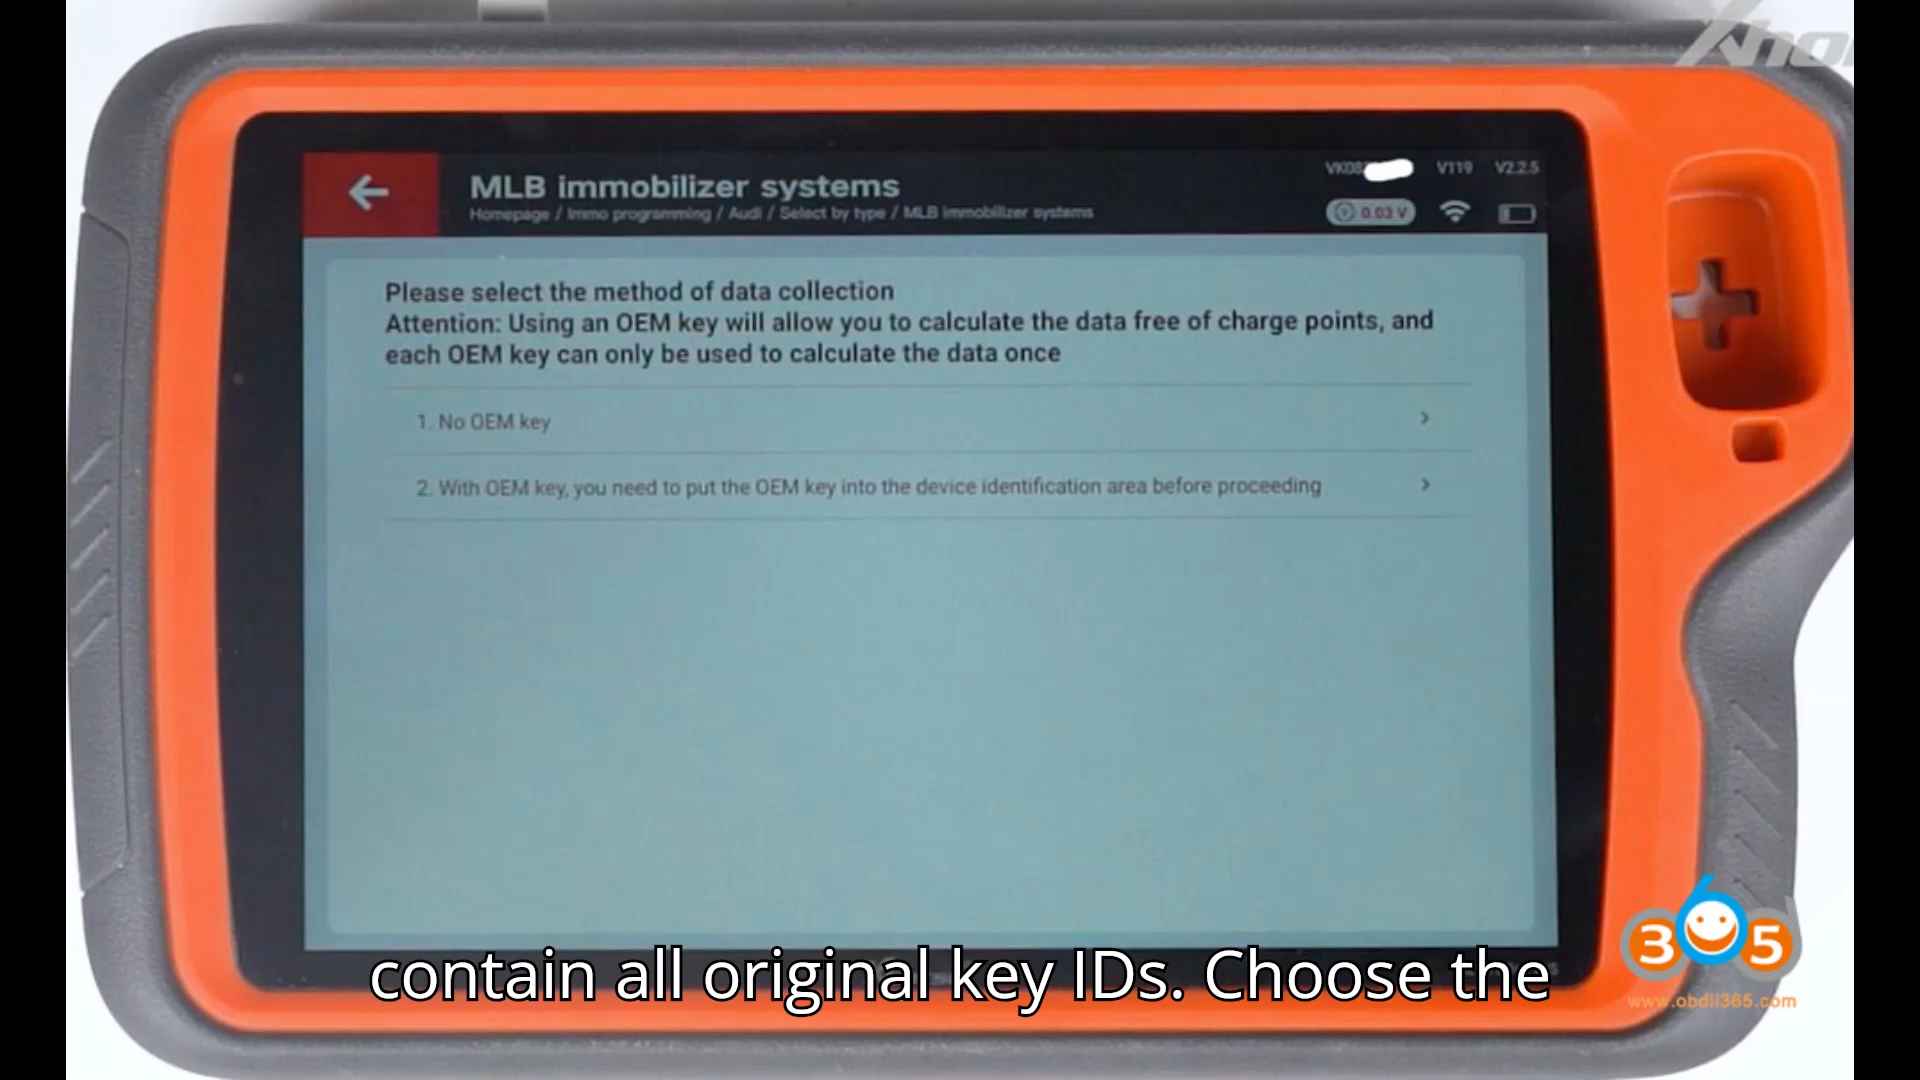 Xho
MLB immobilizer systems
Homepage / Immo programming / Audi / Select by type / MLB immobilizer systems
VK08
V119
V2.2.5
0.03 V
Please select the method of data collection
Attention: Using an OEM key will allow you to calculate the data free of charge points, and
each OEM key can only be used to calculate the data once
1. No OEM key
2. With OEM key, you need to put the OEM key into the device identification area before proceeding
contain all original key IDs. Choose the
365
www.obdii365.com